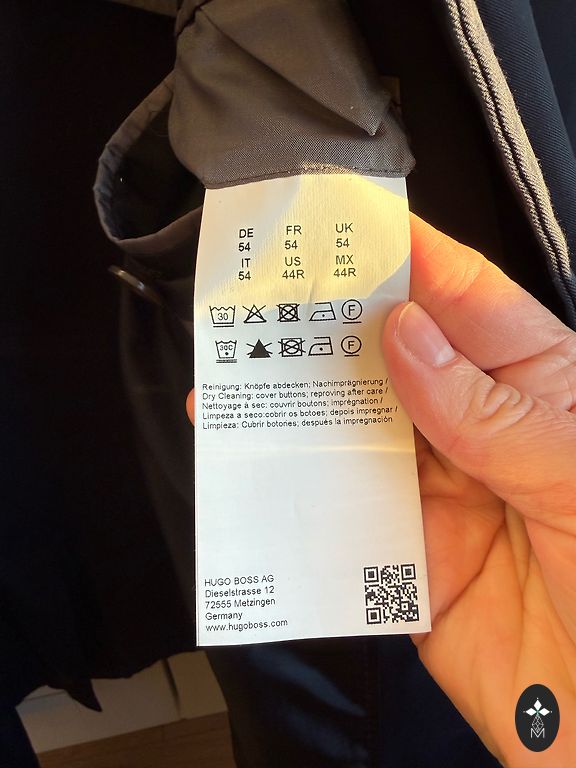 DE FR UK
54 54 54
IT US MX
54 44R 44R
30 F
30C F
Reinigung: Knöpfe abdecken; Nachimprägnierung /
Dry Cleaning: cover buttons; reproving after care /
Nettoyage à sec: couvrir boutons; imprégnation /
Limpeza a seco:cobrir os botoes; depois impregnar /
Limpieza: Cubrir botones; después la impregnación
HUGO BOSS AG
Dieselstrasse 12
72555 Metzingen
Germany
www.hugoboss.com
M